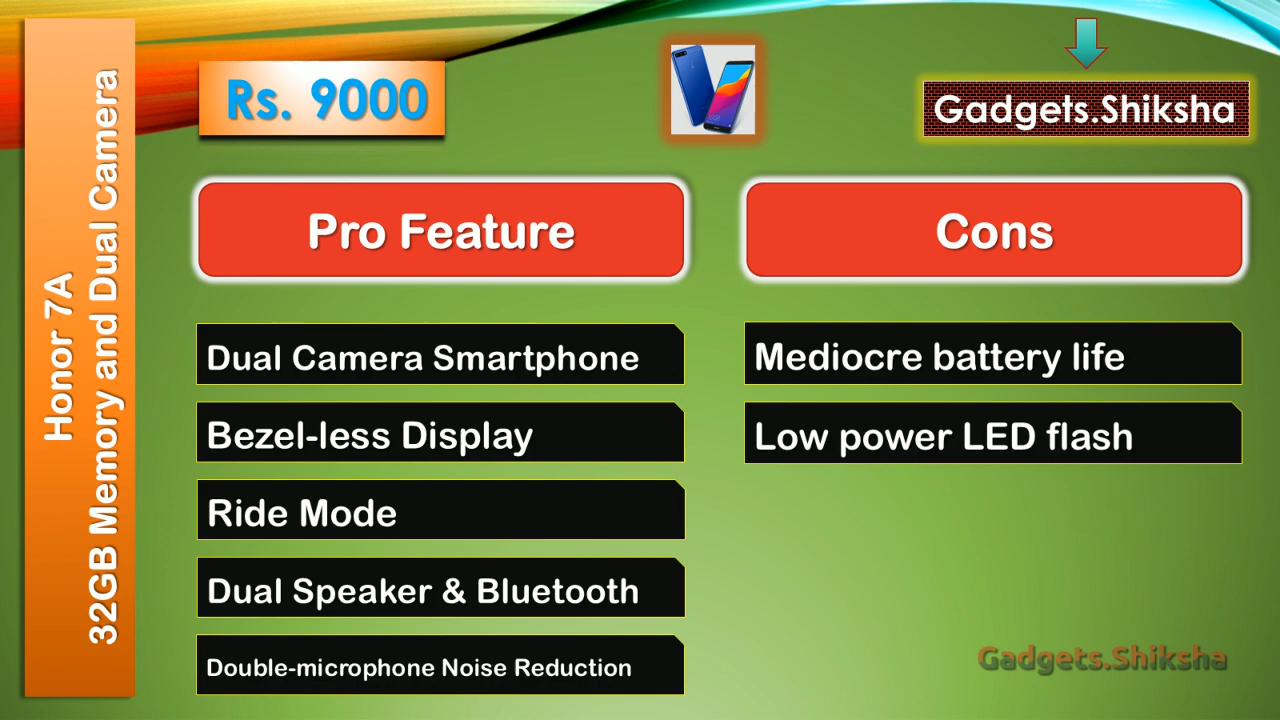 Honor 7A
32GB Memory and Dual Camera
Rs. 9000
Gadgets.Shiksha
Pro Feature
Cons
Dual Camera Smartphone
Bezel-less Display
Ride Mode
Dual Speaker & Bluetooth
Double-microphone Noise Reduction
Mediocre battery life
Low power LED flash
Gadgets.Shiksha